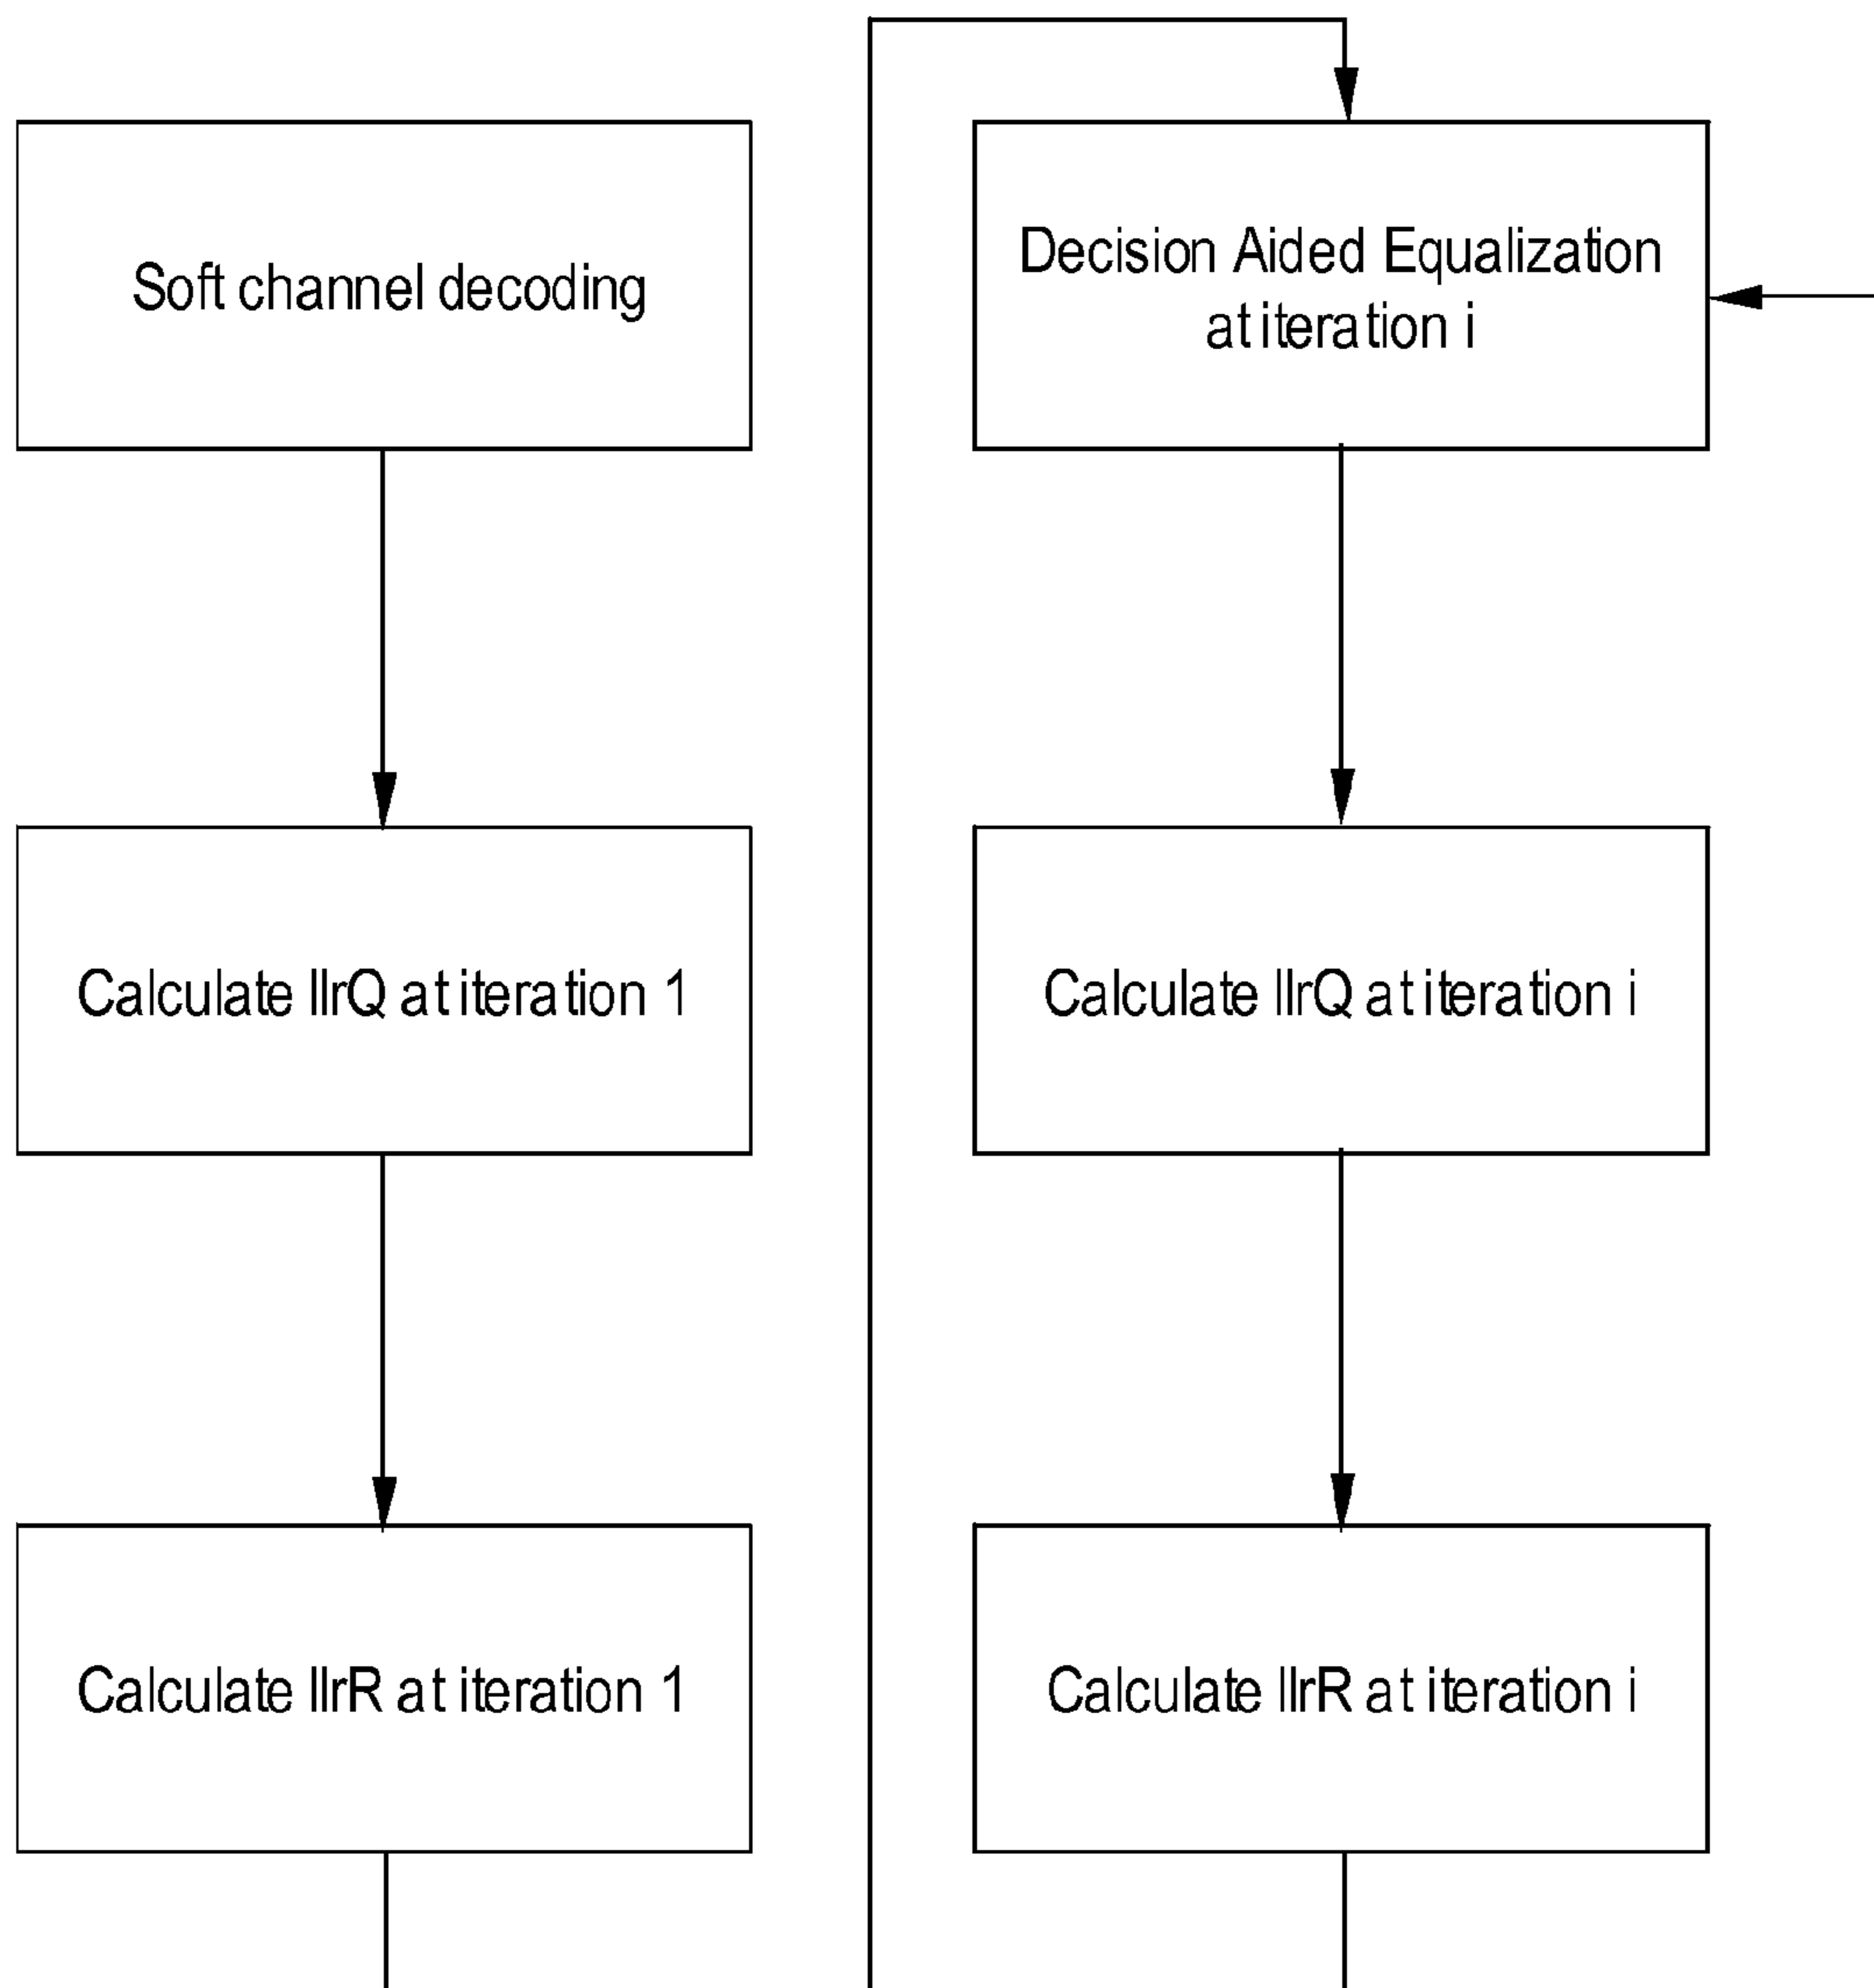 Soft channel decoding
Calculate llrQ at iteration 1
Calculate llrR at iteration 1
Decision Aided Equalization
at iteration i
Calculate llrQ at iteration i
Calculate llrR at iteration i